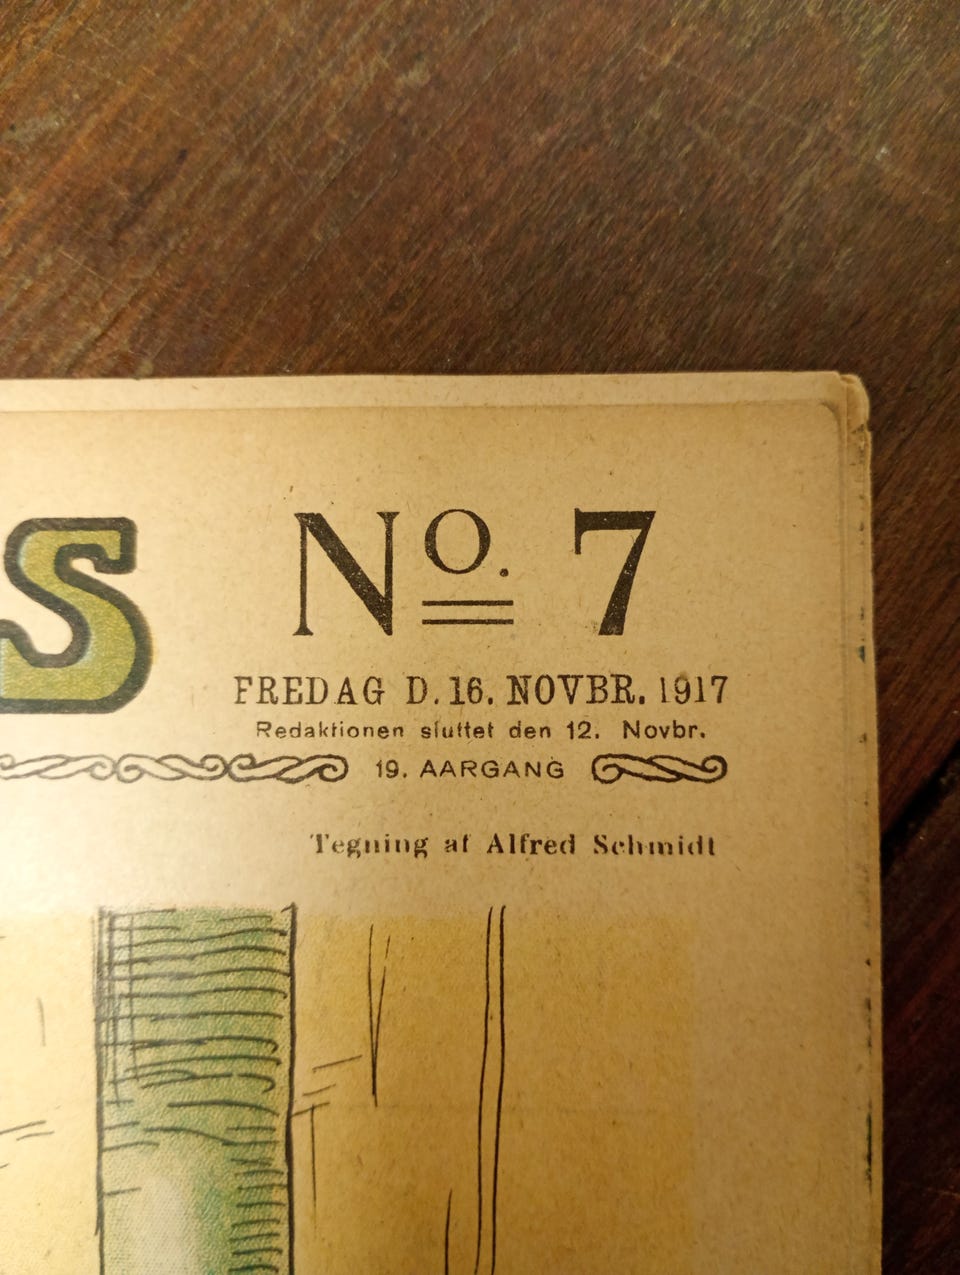 S
No. 7
FREDAG D. 16. NOVBR. 1917
Redaktionen sluttet den 12. Novbr.
19. AARGANG
Tegning af Alfred Schmidt